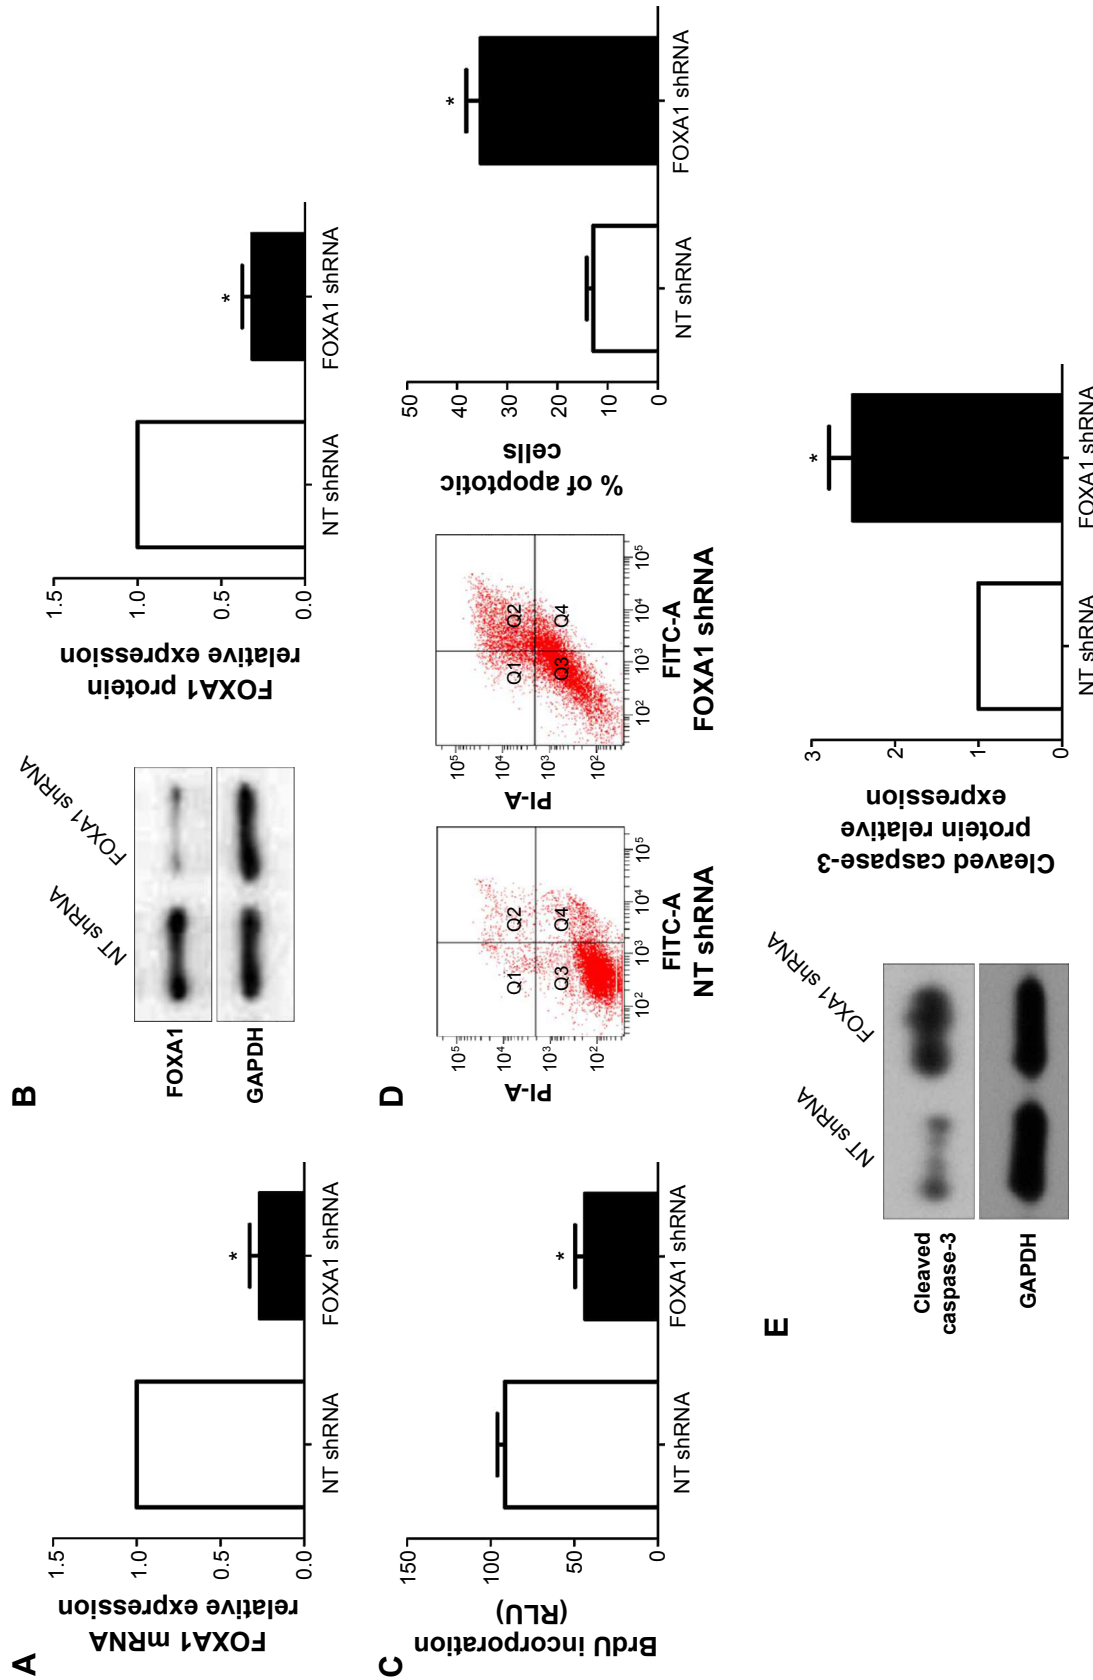 A
FOXA1 mRNA
relative expression
1.5
1.0
0.5
0.0
*
NT shRNA
FOXA1 shRNA
B
NT shRNA
FOXA1 shRNA
FOXA1
GAPDH
FOXA1 protein
relative expression
1.5
1.0
0.5
0.0
*
NT shRNA
FOXA1 shRNA
C
BrdU incorporation
(RLU)
150
100
50
0
*
NT shRNA
FOXA1 shRNA
D
PI-A
10⁵
10⁴
10³
10²
Q1
Q2
Q3
Q4
10² 10³ 10⁴ 10⁵
FITC-A
NT shRNA
PI-A
10⁵
10⁴
10³
10²
Q1
Q2
Q3
Q4
10² 10³ 10⁴ 10⁵
FITC-A
FOXA1 shRNA
% of apoptotic
cells
50
40
30
20
10
0
*
NT shRNA
FOXA1 shRNA
E
NT shRNA
FOXA1 shRNA
Cleaved
caspase-3
GAPDH
Cleaved caspase-3
protein relative
expression
3
2
1
0
*
NT shRNA
FOXA1 shRNA